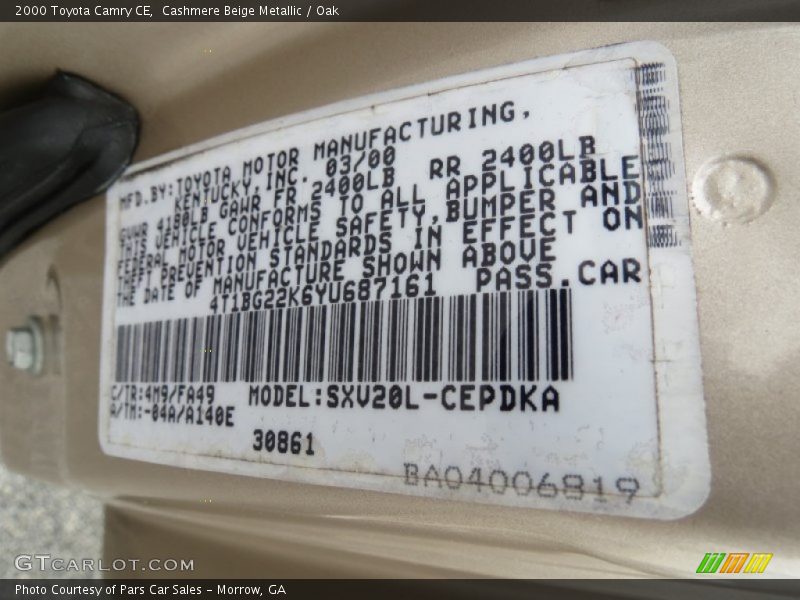 2000 Toyota Camry CE,  Cashmere Beige Metallic / Oak
MFD.BY:TOYOTA MOTOR MANUFACTURING,
KENTUCKY,INC. 03/00
GVWR 4180LB GAWR FR 2400LB RR 2400LB
THIS VEHICLE CONFORMS TO ALL APPLICABLE
FEDERAL MOTOR VEHICLE SAFETY,BUMPER AND
THEFT PREVENTION STANDARDS IN EFFECT ON
THE DATE OF MANUFACTURE SHOWN ABOVE
4T1BG22K6YU687161 PASS.CAR
C/TR:4M9/FA49 MODEL:SXV20L-CEPDKA
A/TM:-04A/A140E
30861
BA04006819
GTCARLOT.COM
Photo Courtesy of Pars Car Sales - Morrow, GA